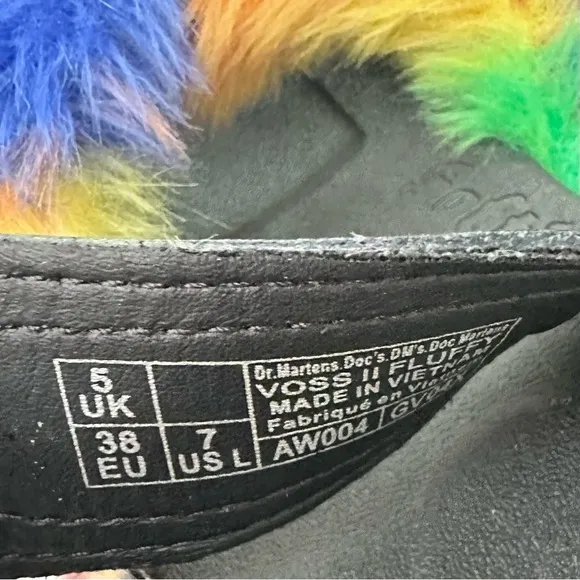 5
UK
38
EU
7
US L
Dr.Martens.Doc's.DM's.Doc Martens
VOSS II FLUFFY
MADE IN VIETNAM
Fabriqué en
AW004